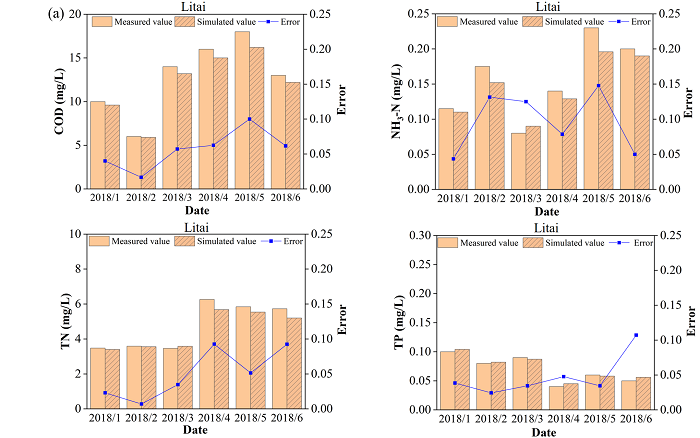 (a)
Litai
Measured value Simulated value Error
COD (mg/L)
20
15
10
5
0
0.25
0.20
0.15
0.10
0.05
0.00
Error
2018/1 2018/2 2018/3 2018/4 2018/5 2018/6
Date
Litai
Measured value Simulated value Error
NH₃-N (mg/L)
0.25
0.20
0.15
0.10
0.05
0.00
0.25
0.20
0.15
0.10
0.05
0.00
Error
2018/1 2018/2 2018/3 2018/4 2018/5 2018/6
Date
Litai
Measured value Simulated value Error
TN (mg/L)
10
8
6
4
2
0
0.25
0.20
0.15
0.10
0.05
0.00
Error
2018/1 2018/2 2018/3 2018/4 2018/5 2018/6
Date
Litai
Measured value Simulated value Error
TP (mg/L)
0.30
0.25
0.20
0.15
0.10
0.05
0.00
0.25
0.20
0.15
0.10
0.05
0.00
Error
2018/1 2018/2 2018/3 2018/4 2018/5 2018/6
Date